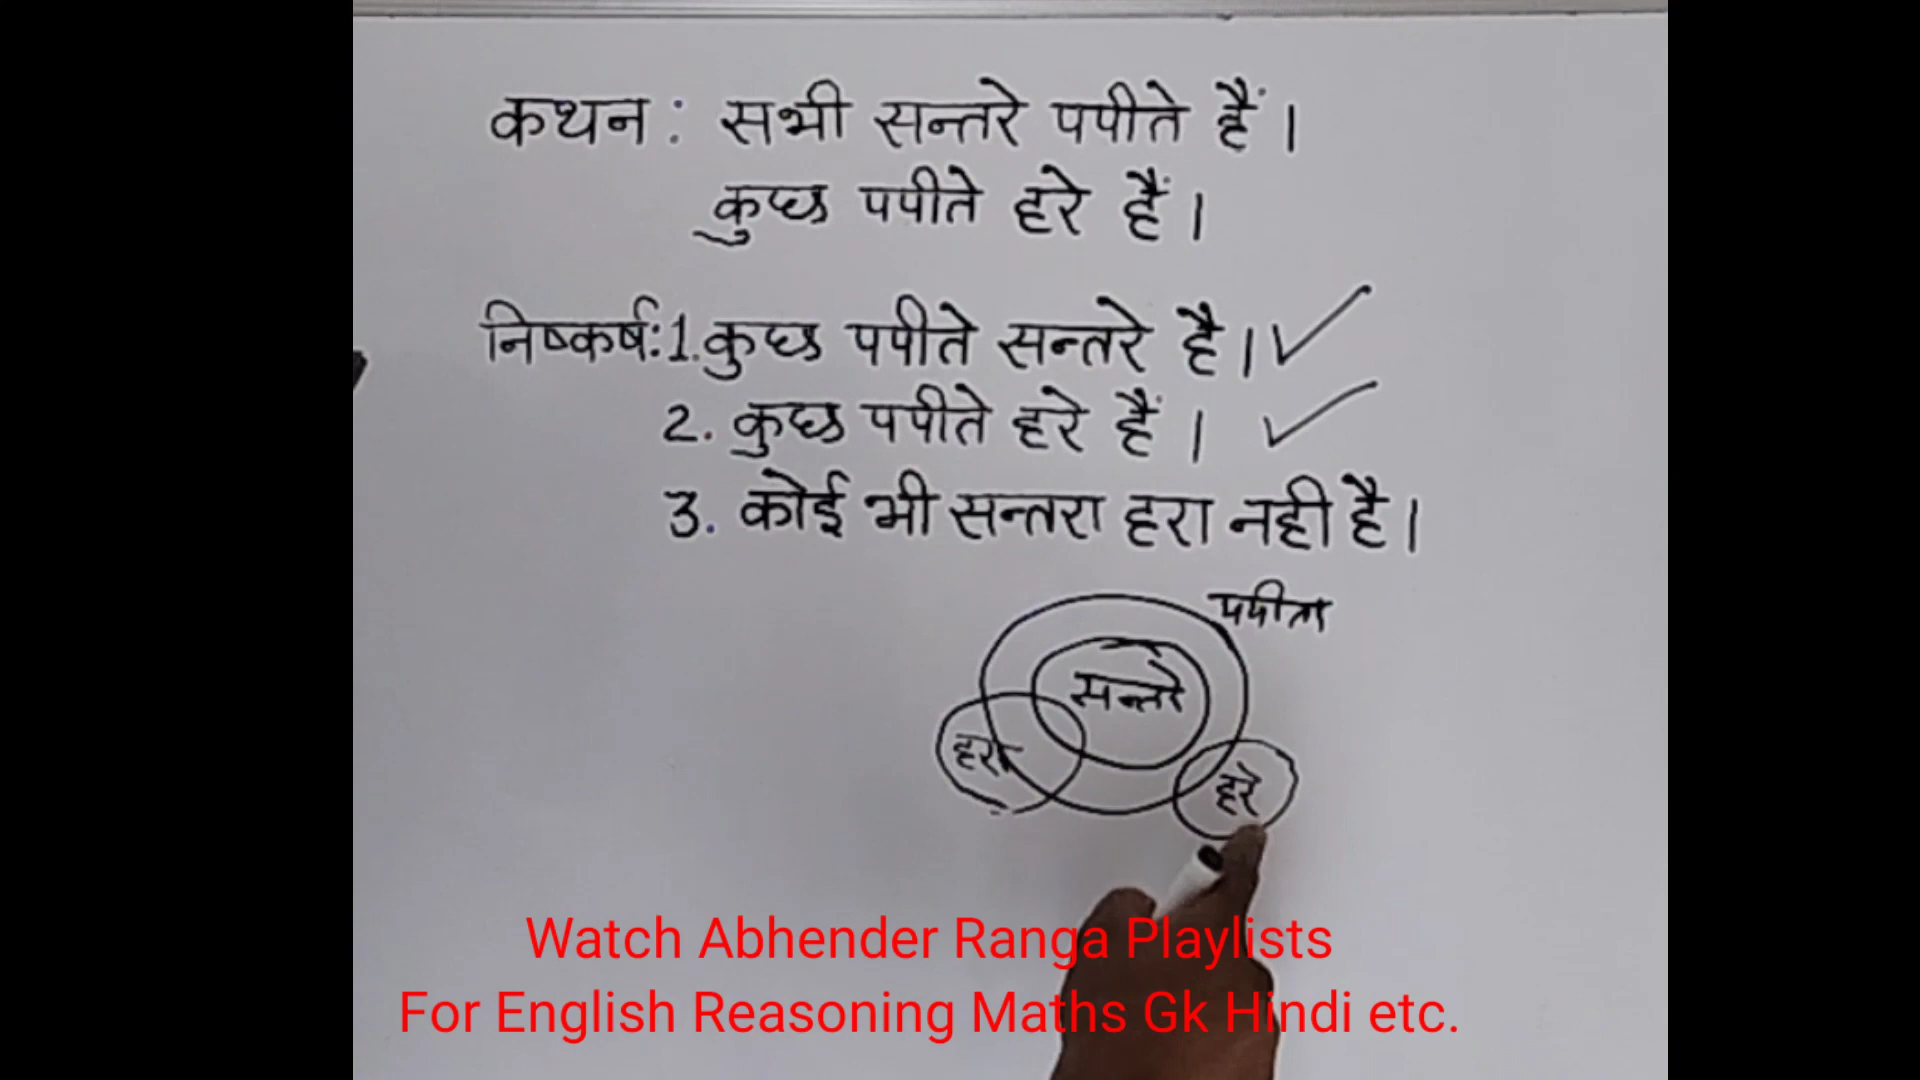 कथन: सभी सन्तरे पपीते हैं।
कुछ पपीते हरे हैं।
निष्कर्ष:1.कुछ पपीते सन्तरे है।
2. कुछ पपीते हरे हैं।
3. कोई भी सन्तरा हरा नही है।
पपीता
सन्तरे
हरा
हरे
Watch Abhender Ranga Playlists
For English Reasoning Maths Gk Hindi etc.